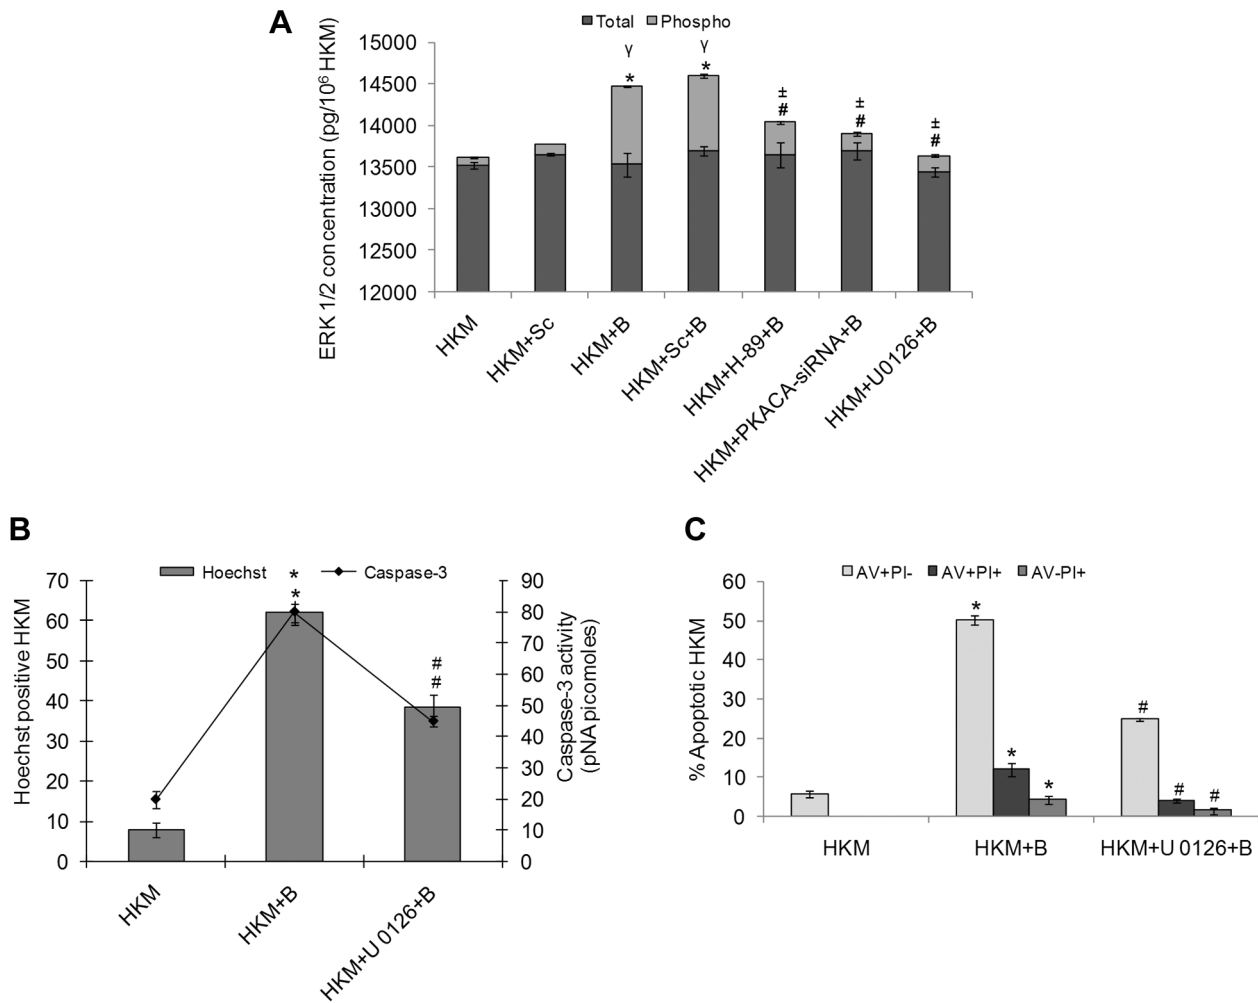 A
Total Phospho
ERK 1/2 concentration (pg/10⁶ HKM)
15000
14500
14000
13500
13000
12500
12000
γ
*
γ
*
±
#
±
#
±
#
HKM
HKM+Sc
HKM+B
HKM+Sc+B
HKM+H-89+B
HKM+PKACA-siRNA+B
HKM+U0126+B
B
Hoechst Caspase-3
Hoechst positive HKM
70
60
50
40
30
20
10
0
*
*
#
#
90
80
70
60
50
40
30
20
10
0
Caspase-3 activity
(pNA picomoles)
HKM
HKM+B
HKM+U 0126+B
C
AV+PI- AV+PI+ AV-PI+
% Apoptotic HKM
60
50
40
30
20
10
0
*
*
*
#
#
#
HKM HKM+B HKM+U 0126+B